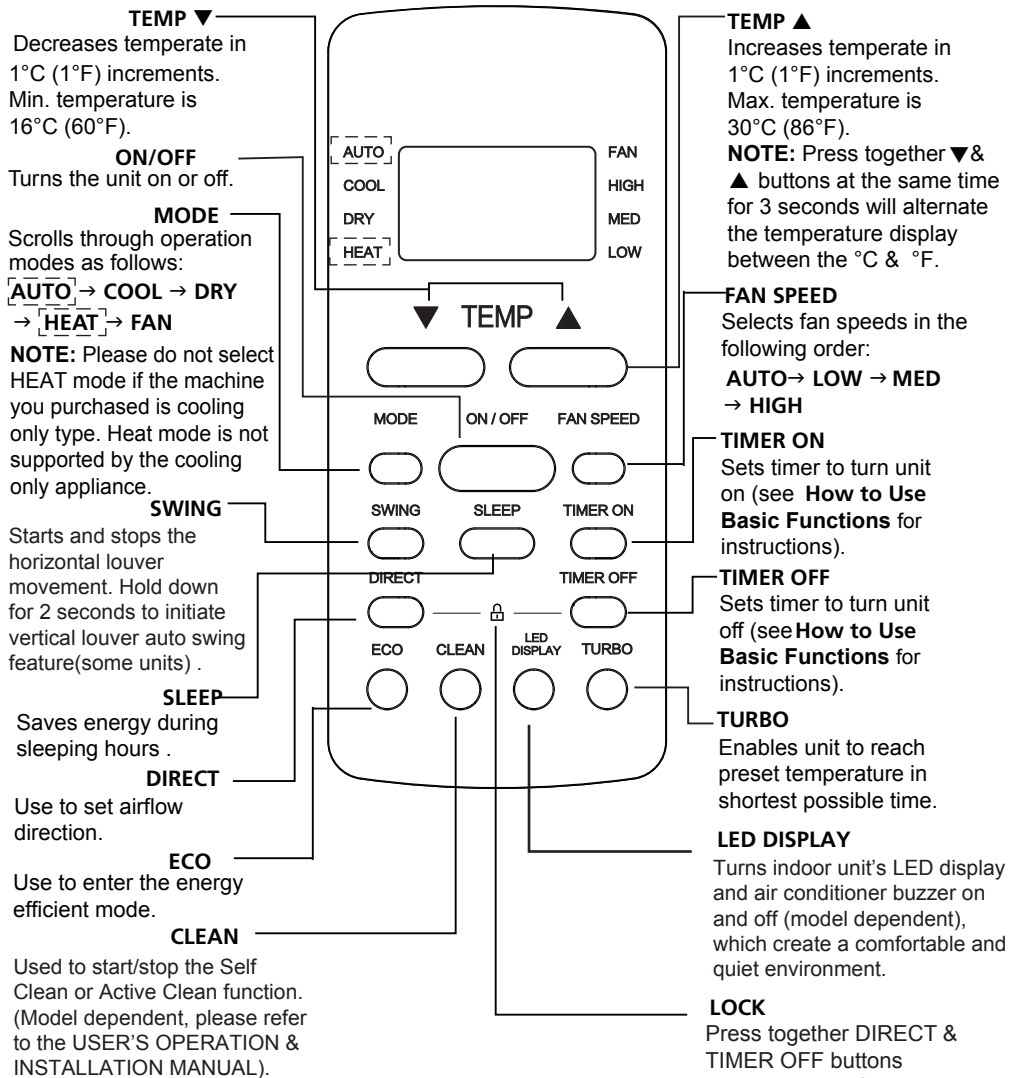 TEMP ▼
Decreases temperate in
1°C (1°F) increments.
Min. temperature is
16°C (60°F).
ON/OFF
Turns the unit on or off.
MODE
Scrolls through operation
modes as follows:
AUTO → COOL → DRY
→ HEAT → FAN
NOTE: Please do not select
HEAT mode if the machine
you purchased is cooling
only type. Heat mode is not
supported by the cooling
only appliance.
SWING
Starts and stops the
horizontal louver
movement. Hold down
for 2 seconds to initiate
vertical louver auto swing
feature(some units) .
SLEEP
Saves energy during
sleeping hours .
DIRECT
Use to set airflow
direction.
ECO
Use to enter the energy
efficient mode.
CLEAN
Used to start/stop the Self
Clean or Active Clean function.
(Model dependent, please refer
to the USER'S OPERATION &
INSTALLATION MANUAL).
AUTO
COOL
DRY
HEAT
FAN
HIGH
MED
LOW
▼ TEMP ▲
MODE ON / OFF FAN SPEED
SWING SLEEP TIMER ON
DIRECT TIMER OFF
ECO CLEAN LED DISPLAY TURBO
TEMP ▲
Increases temperate in
1°C (1°F) increments.
Max. temperature is
30°C (86°F).
NOTE: Press together ▼&
▲ buttons at the same time
for 3 seconds will alternate
the temperature display
between the °C & °F.
FAN SPEED
Selects fan speeds in the
following order:
AUTO→ LOW → MED
→ HIGH
TIMER ON
Sets timer to turn unit
on (see How to Use
Basic Functions for
instructions).
TIMER OFF
Sets timer to turn unit
off (see How to Use
Basic Functions for
instructions).
TURBO
Enables unit to reach
preset temperature in
shortest possible time.
LED DISPLAY
Turns indoor unit's LED display
and air conditioner buzzer on
and off (model dependent),
which create a comfortable and
quiet environment.
LOCK
Press together DIRECT &
TIMER OFF buttons